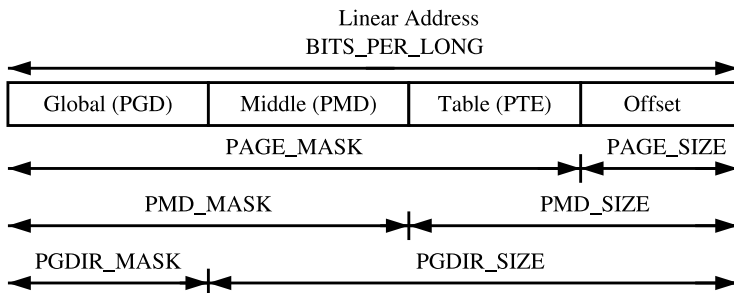 Linear Address
BITS_PER_LONG
Global (PGD) Middle (PMD) Table (PTE) Offset
PAGE_MASK PAGE_SIZE
PMD_MASK PMD_SIZE
PGDIR_MASK PGDIR_SIZE